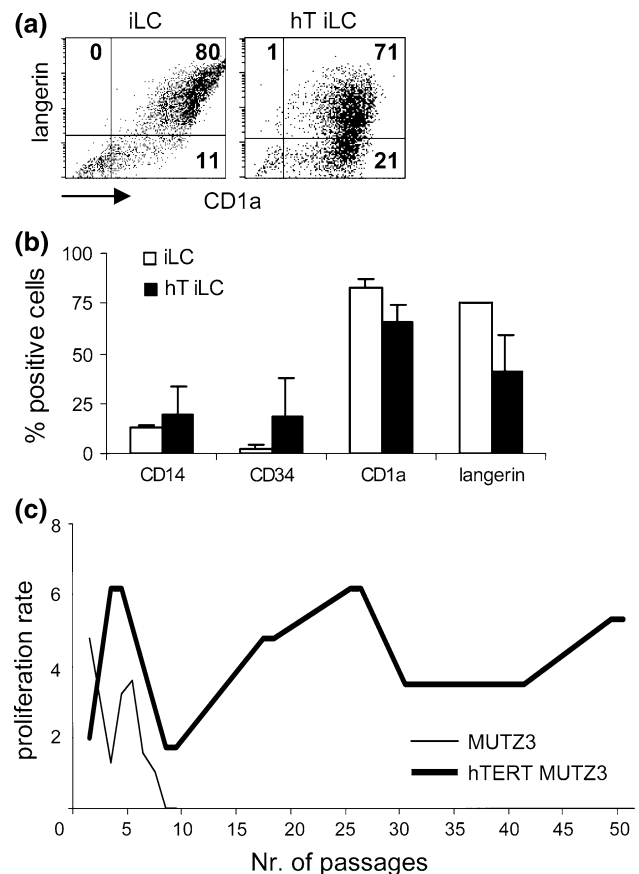 (a)
iLC
hT iLC
langerin
0
80
11
1
71
21
CD1a
(b)
% positive cells
100
75
50
25
0
iLC
hT iLC
CD14
CD34
CD1a
langerin
(c)
proliferation rate
8
6
4
2
MUTZ3
hTERT MUTZ3
0 5 10 15 20 25 30 35 40 45 50
Nr. of passages